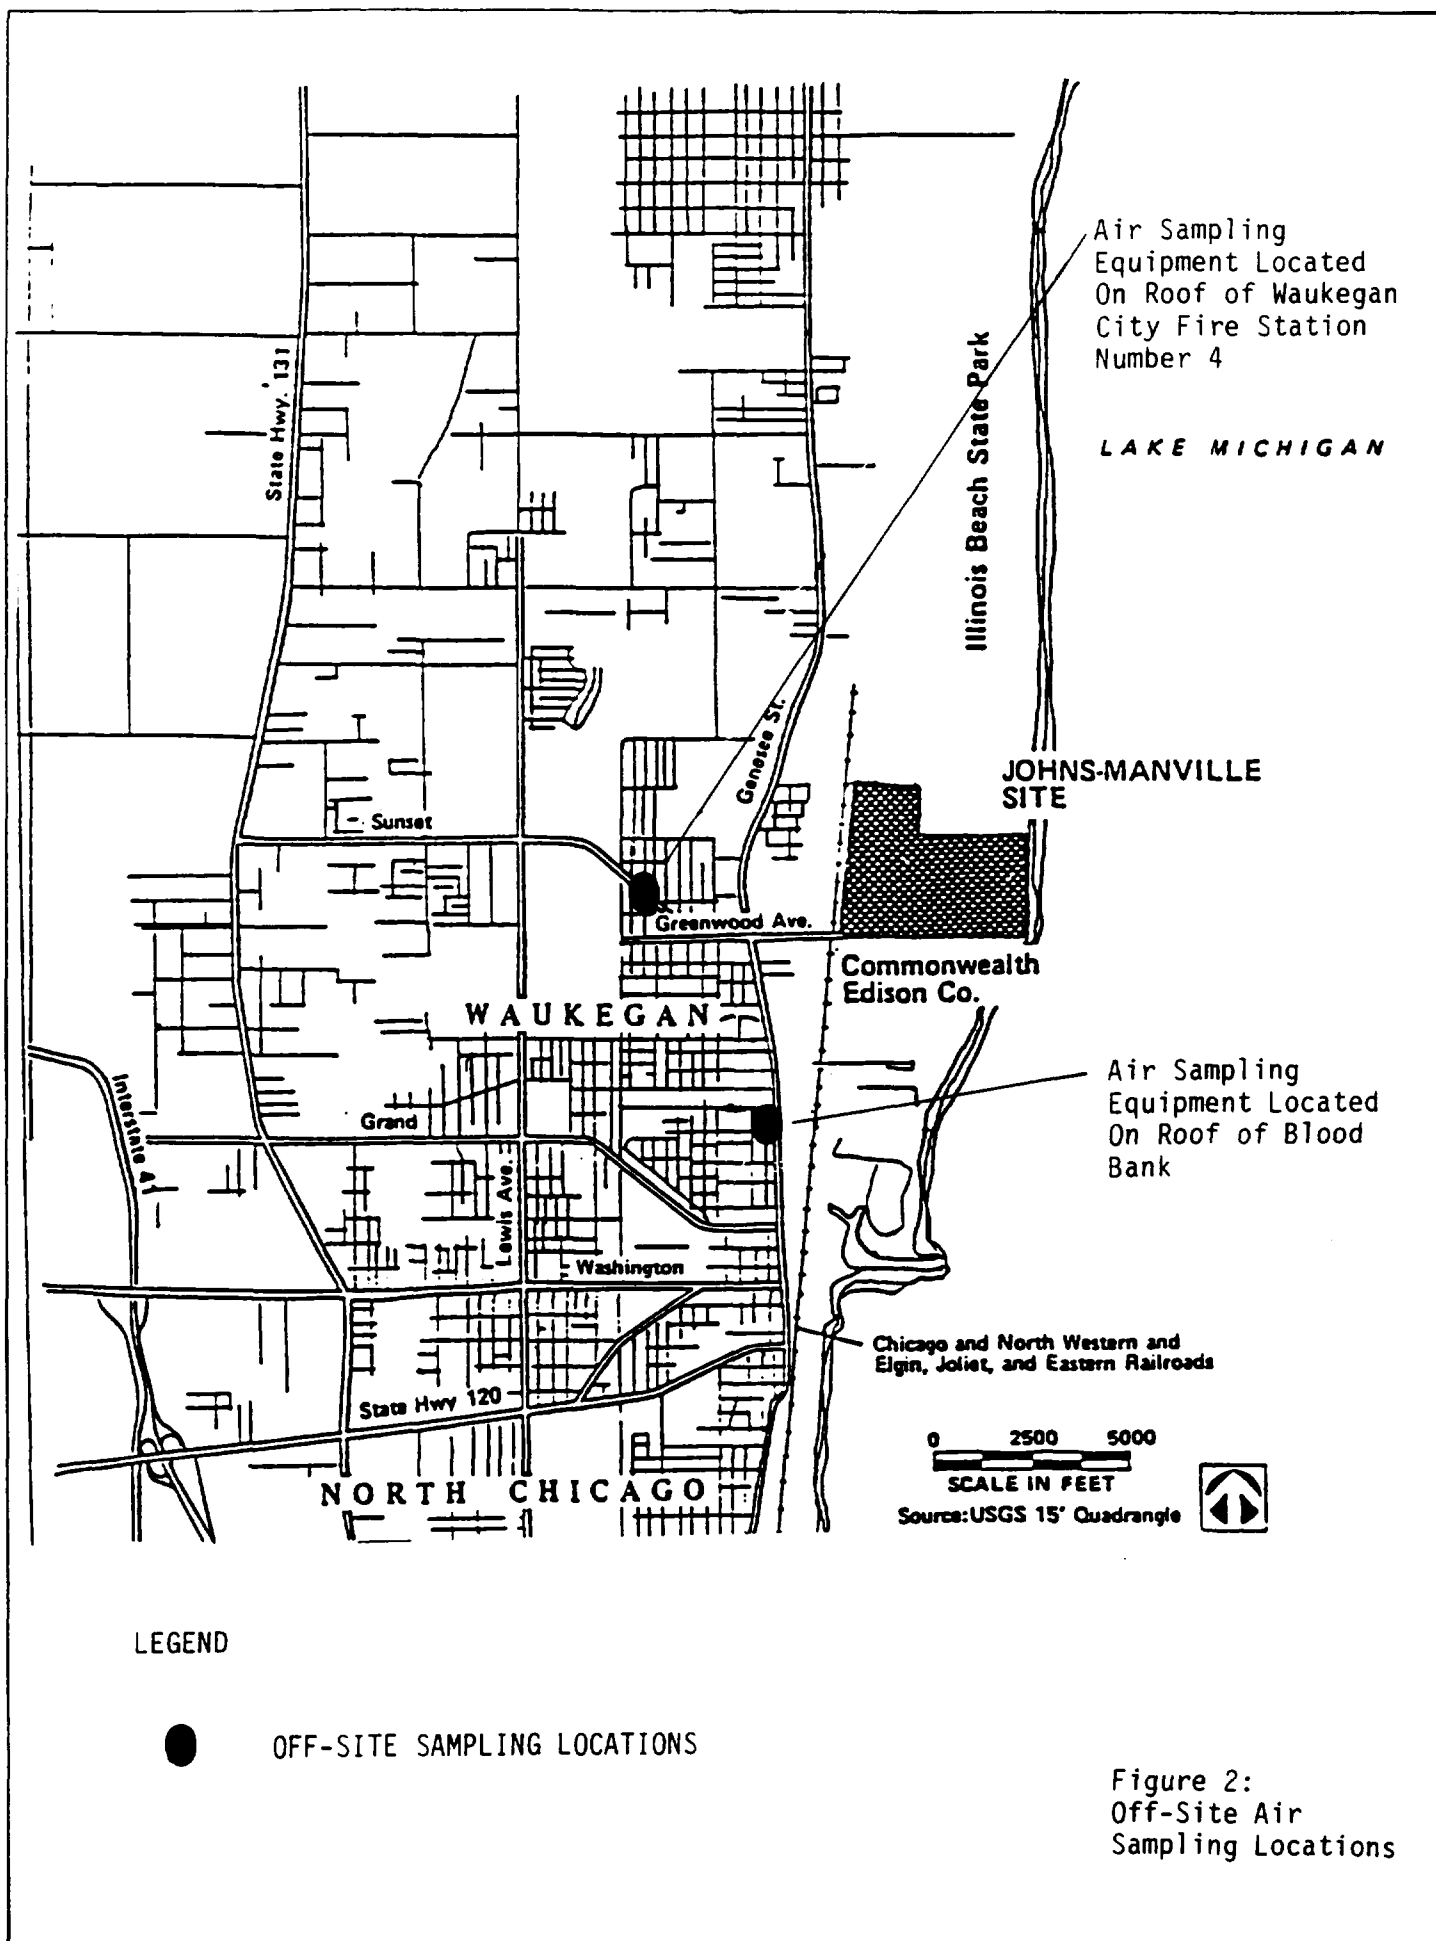 Air Sampling
Equipment Located
On Roof of Waukegan
City Fire Station
Number 4
State Hwy. 131
Illinois Beach State Park
LAKE MICHIGAN
Genesee St.
JOHNS-MANVILLE
SITE
Sunset
Greenwood Ave.
Commonwealth
Edison Co.
WAUKEGAN
Interstate 41
Air Sampling
Equipment Located
On Roof of Blood
Bank
Grand
Lewis Ave.
Washington
Chicago and North Western and
Elgin, Joliet, and Eastern Railroads
State Hwy 120
0 2500 5000
SCALE IN FEET
NORTH CHICAGO
Source: USGS 15' Quadrangle
LEGEND
OFF-SITE SAMPLING LOCATIONS
Figure 2:
Off-Site Air
Sampling Locations